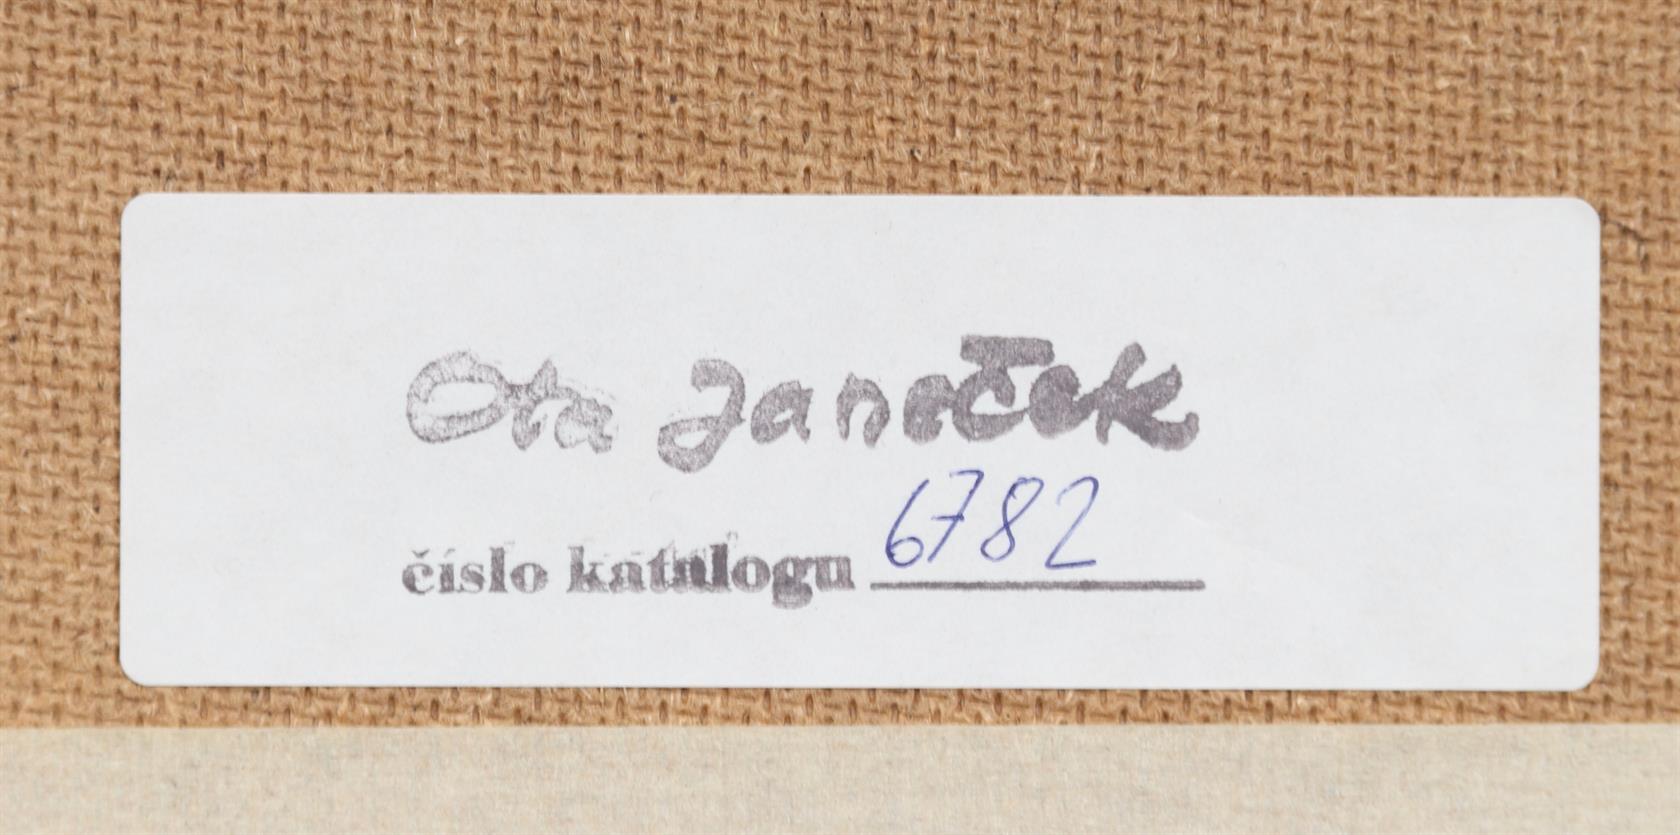 Ota Janeček
číslo katalogu 6782